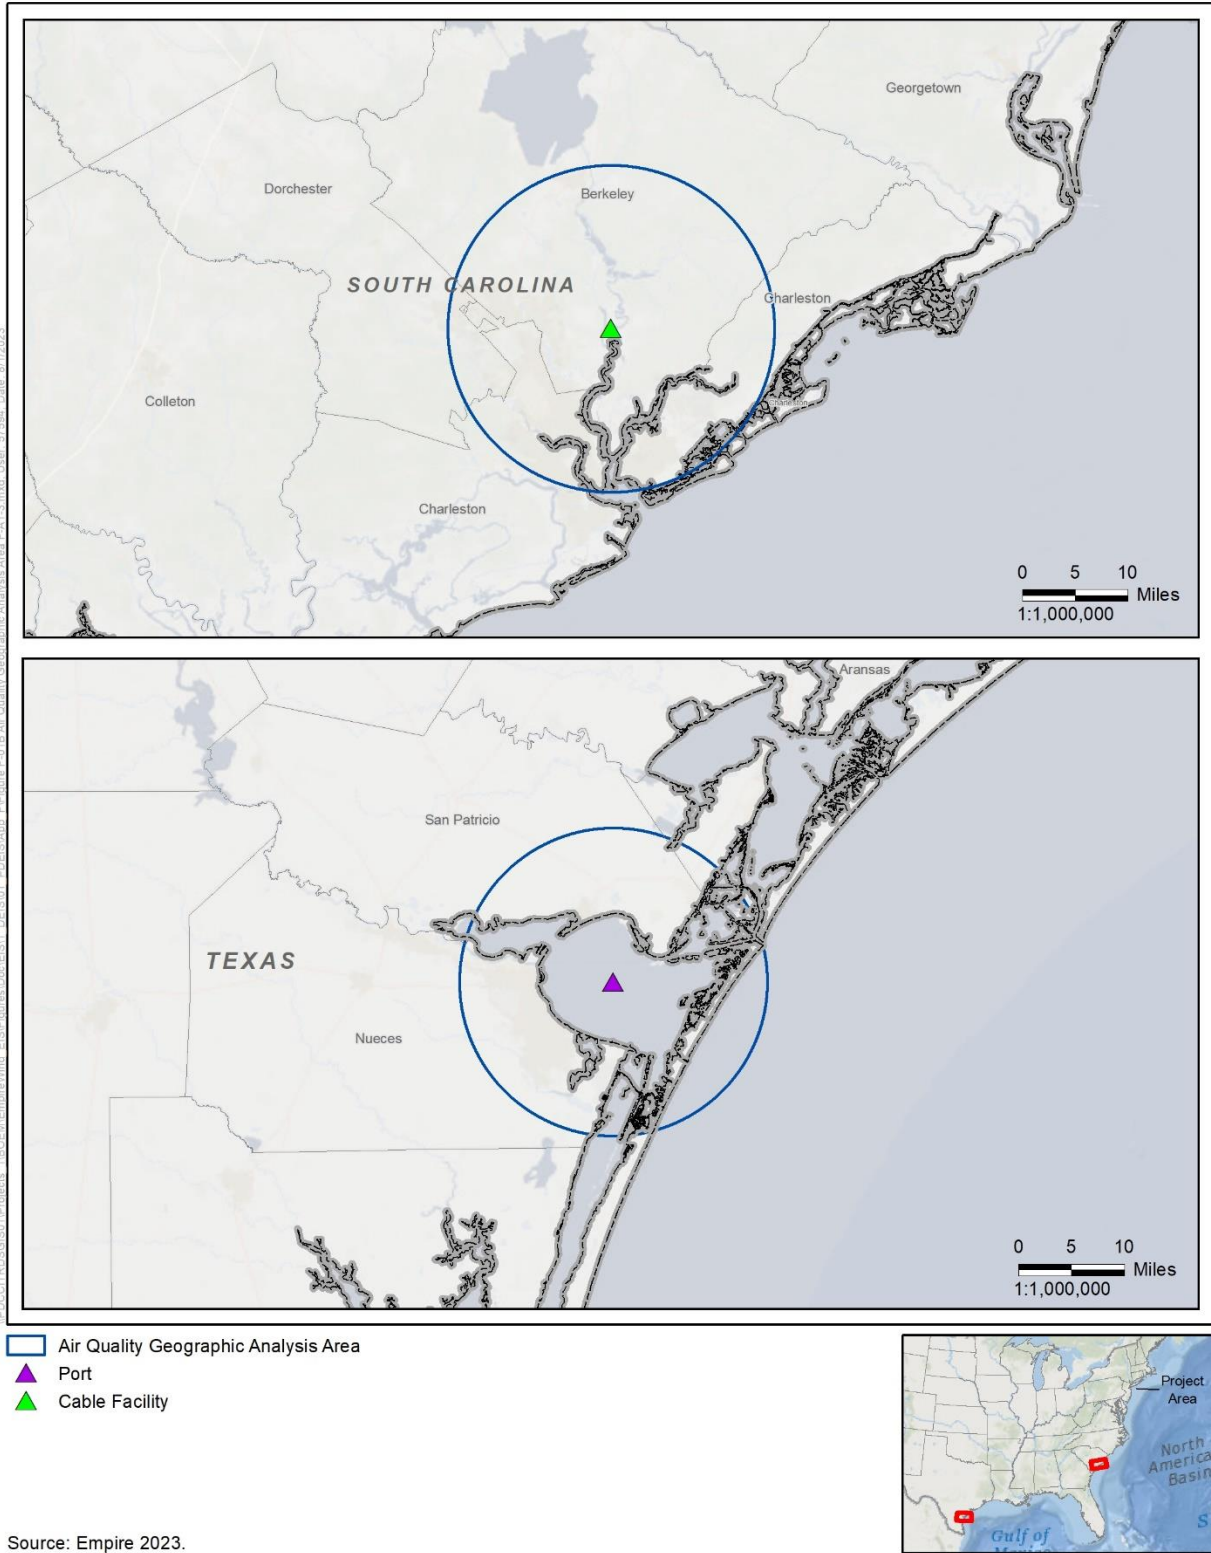 Georgetown
Dorchester
Berkeley
SOUTH CAROLINA
Charleston
Colleton
Charleston
Charleston
0 5 10
Miles
1:1,000,000
Aransas
San Patricio
TEXAS
Nueces
0 5 10
Miles
1:1,000,000
Air Quality Geographic Analysis Area
Port
Cable Facility
Project
Area
North
America
Basin
Gulf of
Source: Empire 2023.